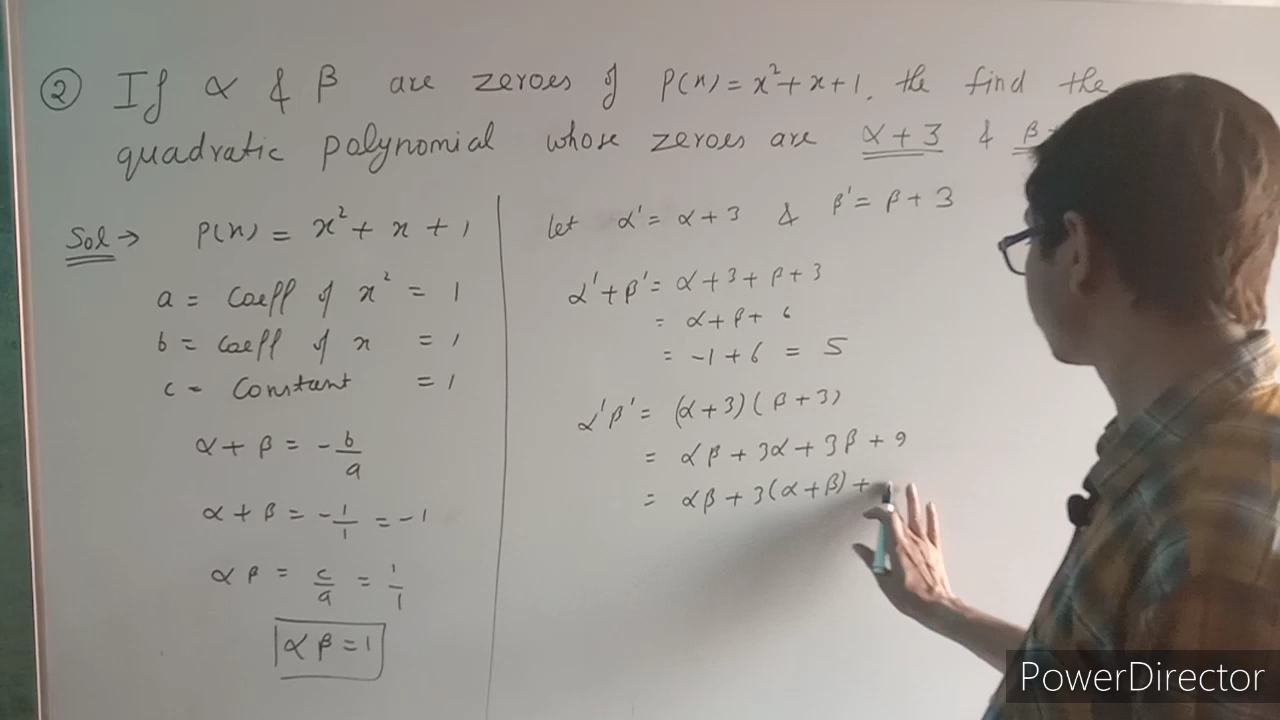 ② If α & β are zeroes of P(x) = x² + x + 1. the find the
quadratic polynomial whose zeroes are α + 3 & β
Sol → P(x) = x² + x + 1
a = Coeff of x² = 1
b = coeff of x = 1
c = Constant = 1
α + β = -b/a
α + β = -1/1 = -1
αβ = c/a = 1/1
αβ = 1
let α' = α + 3 & β' = β + 3
α' + β' = α + 3 + β + 3
= α + β + 6
= -1 + 6 = 5
α'β' = (α + 3)(β + 3)
= αβ + 3α + 3β + 9
= αβ + 3(α + β) +
PowerDirector